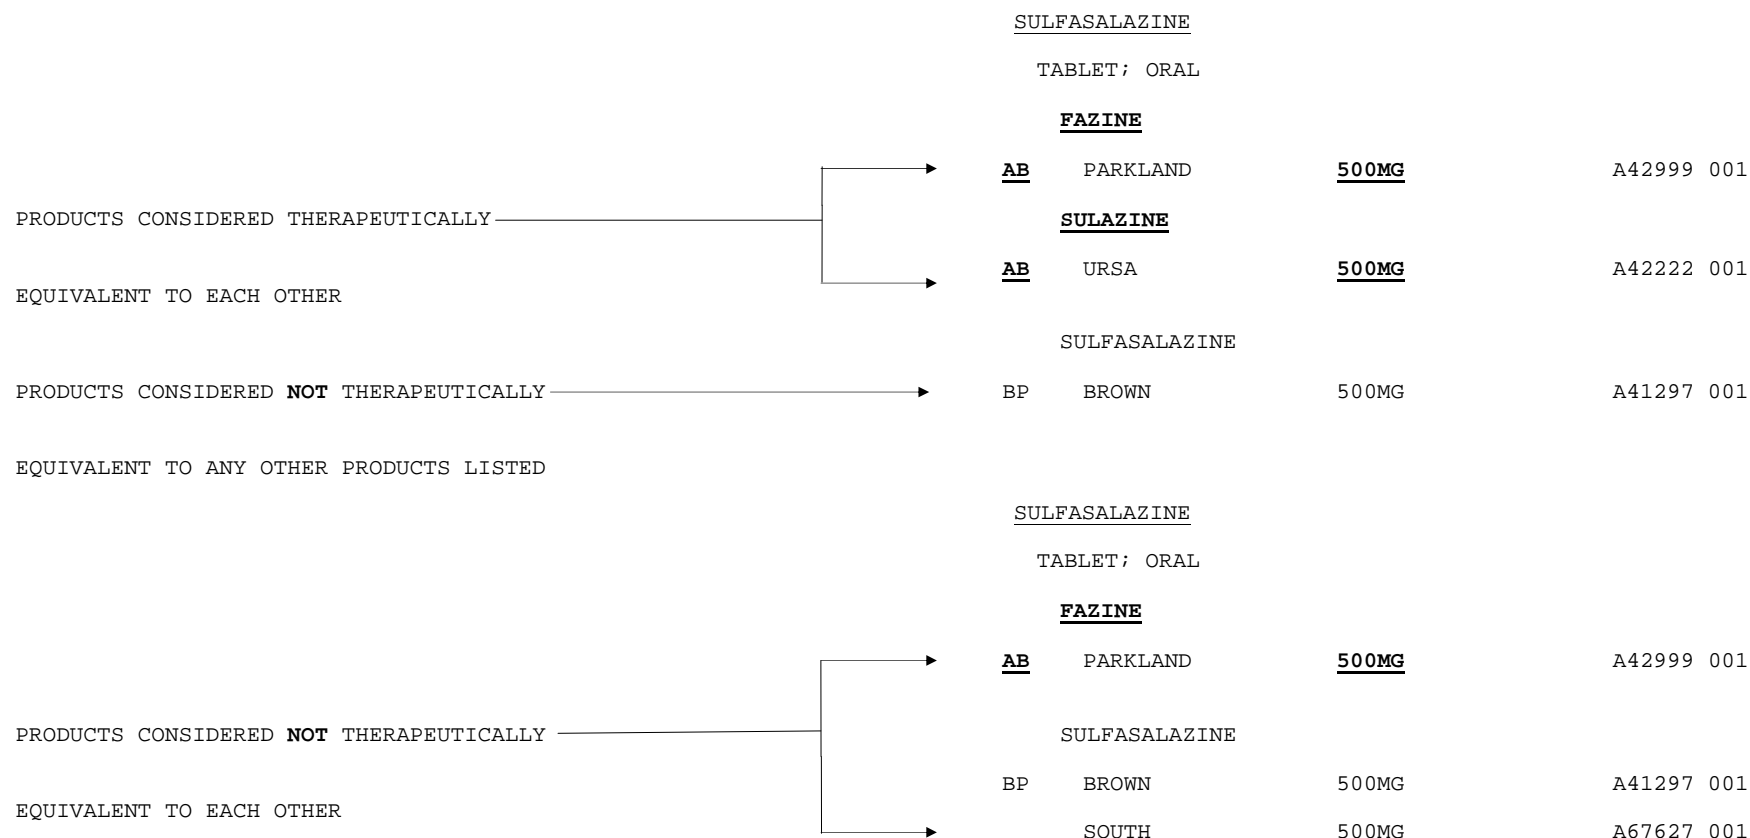 SULFASALAZINE
TABLET; ORAL
FAZINE
AB PARKLAND 500MG A42999 001
PRODUCTS CONSIDERED THERAPEUTICALLY
SULAZINE
AB URSA 500MG A42222 001
EQUIVALENT TO EACH OTHER
SULFASALAZINE
PRODUCTS CONSIDERED NOT THERAPEUTICALLY
BP BROWN 500MG A41297 001
EQUIVALENT TO ANY OTHER PRODUCTS LISTED
SULFASALAZINE
TABLET; ORAL
FAZINE
AB PARKLAND 500MG A42999 001
PRODUCTS CONSIDERED NOT THERAPEUTICALLY
SULFASALAZINE
BP BROWN 500MG A41297 001
EQUIVALENT TO EACH OTHER
SOUTH 500MG A67627 001